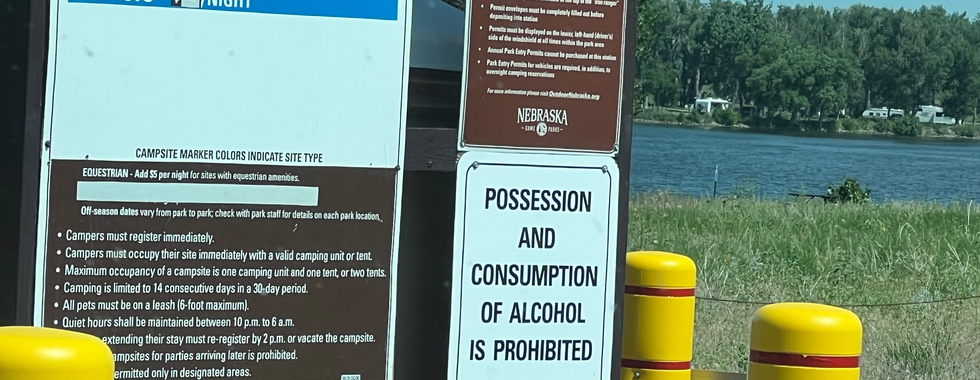 /NIGHT
CAMPSITE MARKER COLORS INDICATE SITE TYPE
EQUESTRIAN - Add $5 per night for sites with equestrian amenities.
Off-season dates vary from park to park; check with park staff for details on each park location.
• Campers must register immediately.
• Campers must occupy their site immediately with a valid camping unit or tent.
• Maximum occupancy of a campsite is one camping unit and one tent, or two tents.
• Camping is limited to 14 consecutive days in a 30-day period.
• All pets must be on a leash (6-foot maximum).
• Quiet hours shall be maintained between 10 p.m. to 6 a.m.
extending their stay must re-register by 2 p.m. or vacate the campsite.
ampsites for parties arriving later is prohibited.
ermitted only in designated areas.
• Permit envelopes must be completely filled out before
depositing into station
• Permits must be displayed on the lower, left-hand (driver's)
side of the windshield at all times within the park area
• Annual Park Entry Permits cannot be purchased at this station
• Park Entry Permits for vehicles are required, in addition, to
overnight camping reservations
For more information please visit OutdoorNebraska.org
NEBRASKA
GAME PARKS
POSSESSION
AND
CONSUMPTION
OF ALCOHOL
IS PROHIBITED